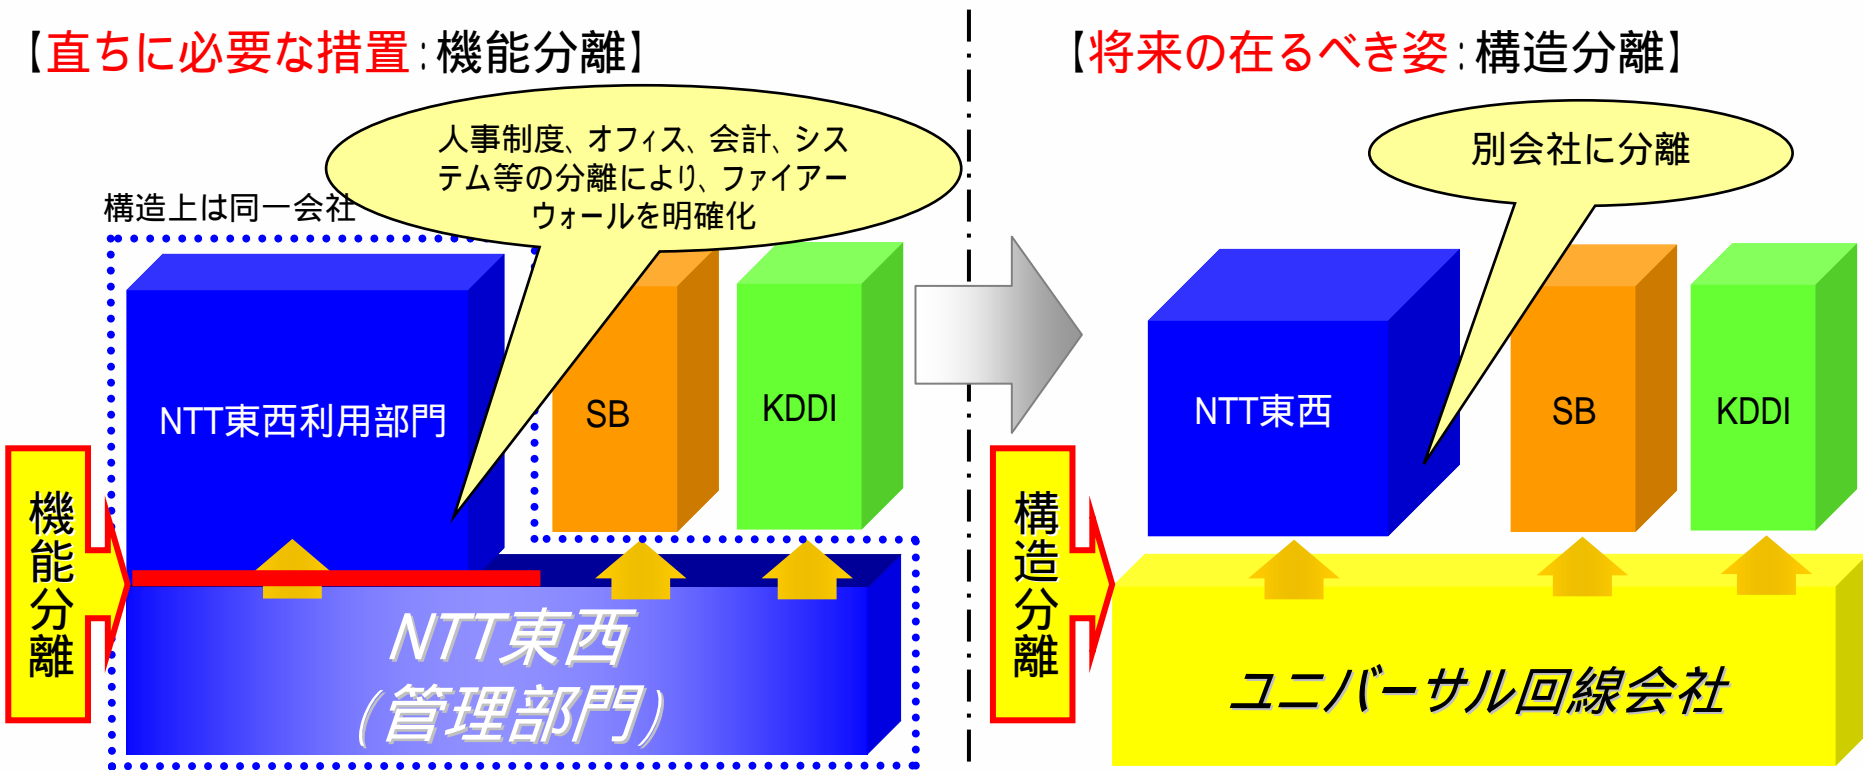 【直ちに必要な措置:機能分離】
人事制度、オフィス、会計、シス
テム等の分離により、ファイアー
ウォールを明確化
構造上は同一会社
NTT東西利用部門
SB
KDDI
機能分離
NTT東西
(管理部門)
【将来の在るべき姿:構造分離】
別会社に分離
NTT東西
SB
KDDI
構造分離
ユニバーサル回線会社